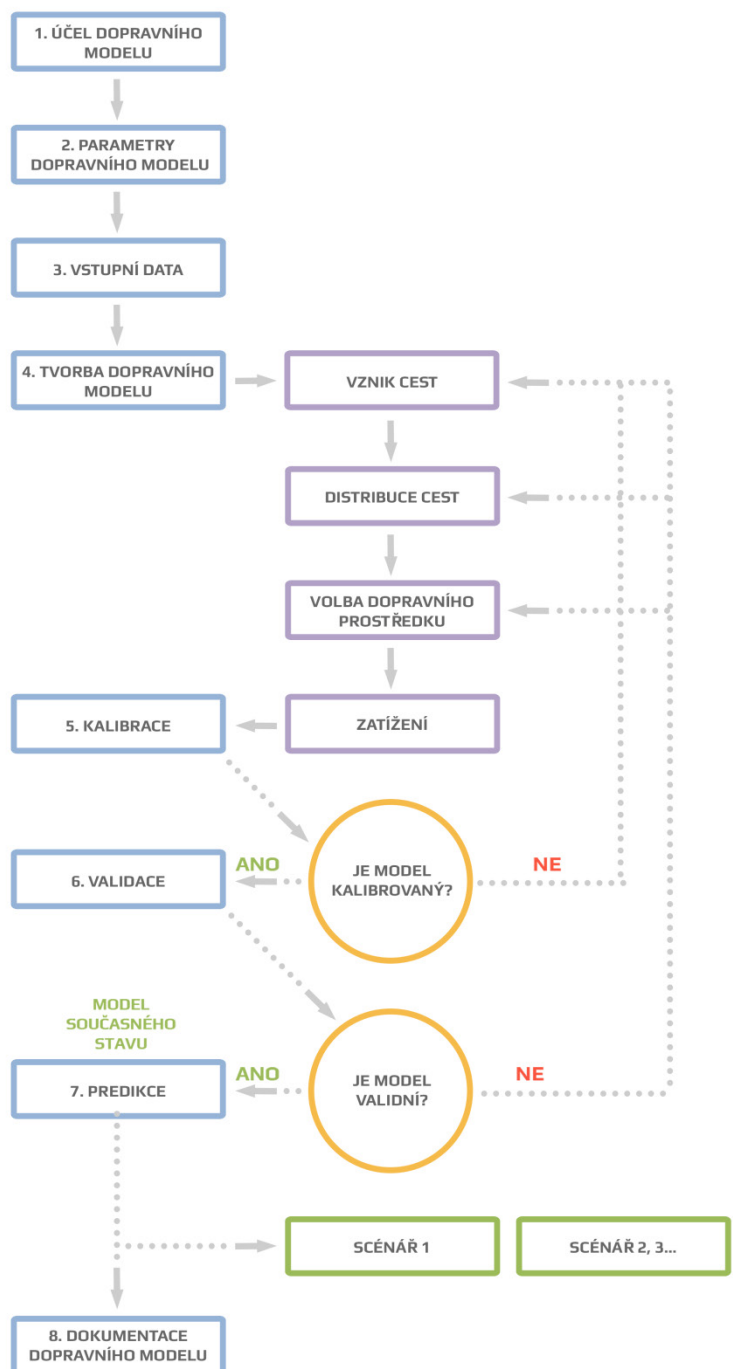 1. ÚČEL DOPRAVNÍHO
MODELU
2. PARAMETRY
DOPRAVNÍHO MODELU
3. VSTUPNÍ DATA
4. TVORBA DOPRAVNÍHO
MODELU
VZNIK CEST
DISTRIBUCE CEST
VOLBA DOPRAVNÍHO
PROSTŘEDKU
ZATÍŽENÍ
5. KALIBRACE
JE MODEL
KALIBROVANÝ?
ANO
NE
6. VALIDACE
JE MODEL
VALIDNÍ?
ANO
NE
MODEL
SOUČASNÉHO
STAVU
7. PREDIKCE
SCÉNÁŘ 1
SCÉNÁŘ 2, 3...
8. DOKUMENTACE
DOPRAVNÍHO MODELU